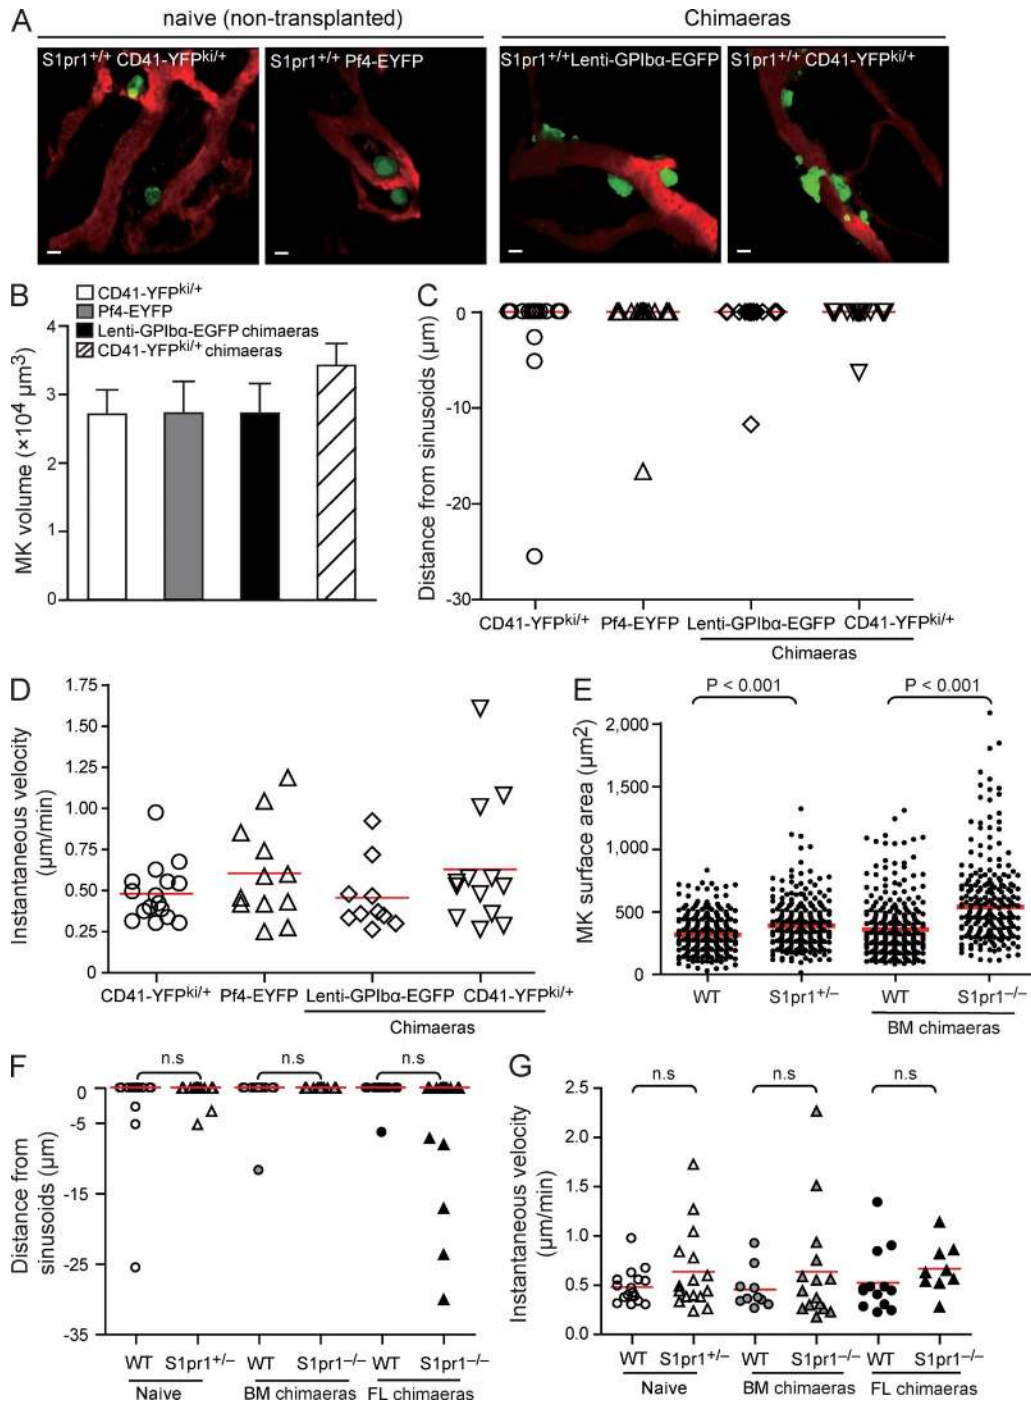 A
naive (non-transplanted)
Chimaeras
S1pr1+/+ CD41-YFPki/+
S1pr1+/+ Pf4-EYFP
S1pr1+/+Lenti-GPIbα-EGFP
S1pr1+/+ CD41-YFPki/+
B
CD41-YFPki/+
Pf4-EYFP
Lenti-GPIbα-EGFP chimaeras
CD41-YFPki/+ chimaeras
MK volume (×10⁴ μm³)
4
3
2
1
0
C
Distance from sinusoids (μm)
0
-10
-20
-30
CD41-YFPki/+
Pf4-EYFP
Lenti-GPIbα-EGFP
CD41-YFPki/+
Chimaeras
D
Instantaneous velocity
(μm/min)
1.75
1.50
1.25
1.00
0.75
0.50
0.25
0
CD41-YFPki/+
Pf4-EYFP
Lenti-GPIbα-EGFP
CD41-YFPki/+
Chimaeras
E
P < 0.001
P < 0.001
MK surface area (μm²)
2,000
1,500
1,000
500
0
WT
S1pr1+/–
WT
S1pr1–/–
BM chimaeras
F
n.s
n.s
n.s
Distance from
sinusoids (μm)
0
-5
-15
-25
-35
WT
S1pr1+/–
WT
S1pr1–/–
WT
S1pr1–/–
Naive
BM chimaeras
FL chimaeras
G
n.s
n.s
n.s
Instantaneous velocity
(μm/min)
2.5
2.0
1.5
1.0
0.5
0.0
WT
S1pr1+/–
WT
S1pr1–/–
WT
S1pr1–/–
Naive
BM chimaeras
FL chimaeras